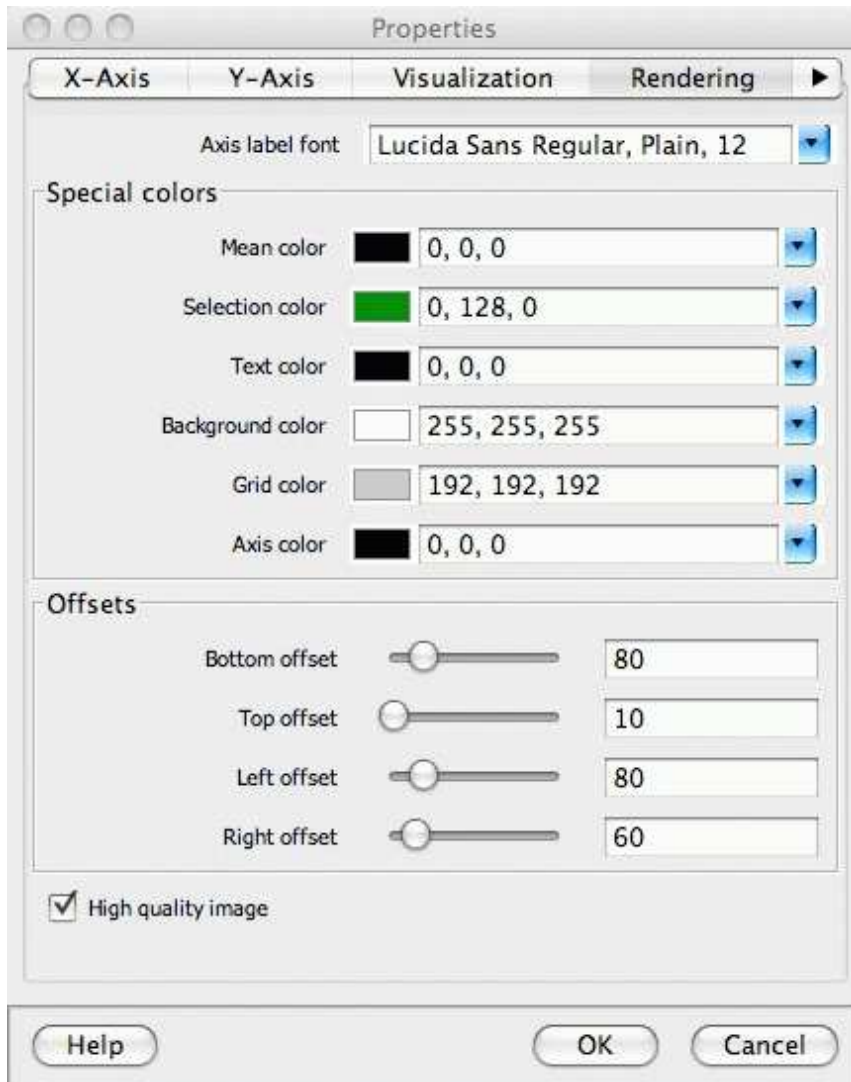 Properties
X-Axis Y-Axis Visualization Rendering
Axis label font Lucida Sans Regular, Plain, 12
Special colors
Mean color 0, 0, 0
Selection color 0, 128, 0
Text color 0, 0, 0
Background color 255, 255, 255
Grid color 192, 192, 192
Axis color 0, 0, 0
Offsets
Bottom offset 80
Top offset 10
Left offset 80
Right offset 60
High quality image
Help OK Cancel